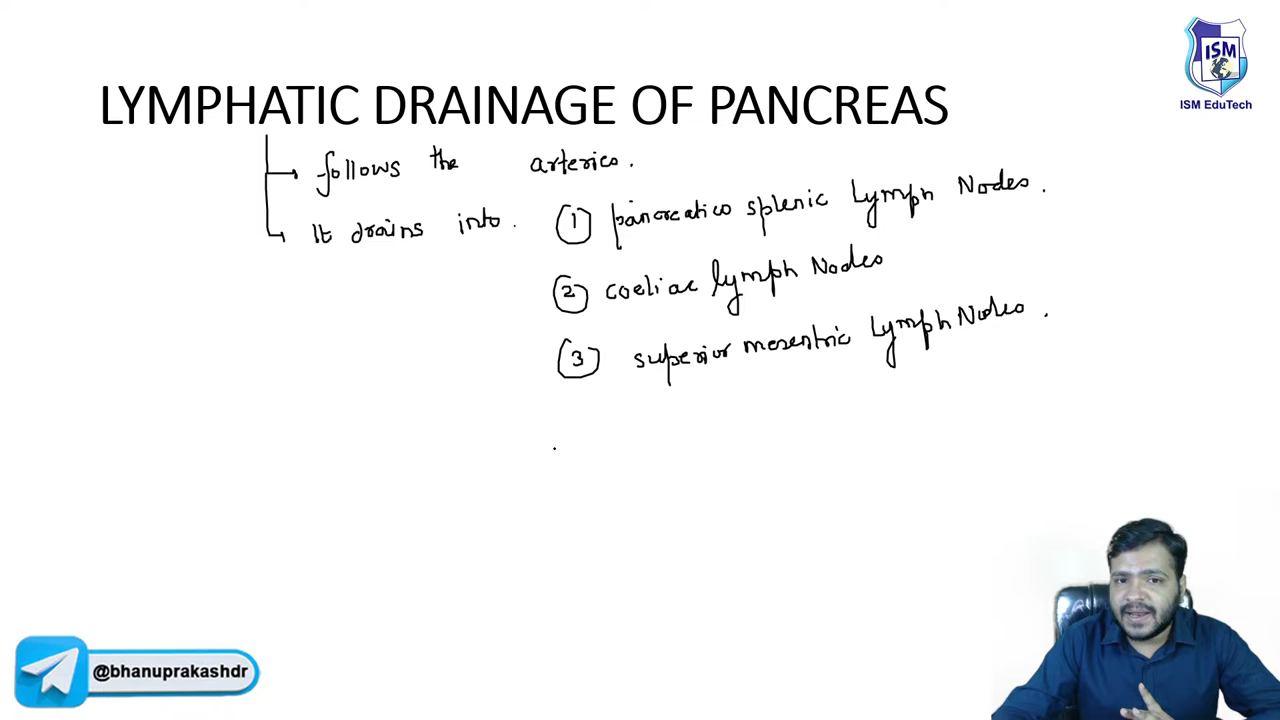 ISM
ISM EduTech
LYMPHATIC DRAINAGE OF PANCREAS
follows the arteries.
It drains into.
1 pancreatico splenic Lymph Nodes.
2 coeliac lymph Nodes
3 superior mesentric Lymph Nodes.
@bhanuprakashdr